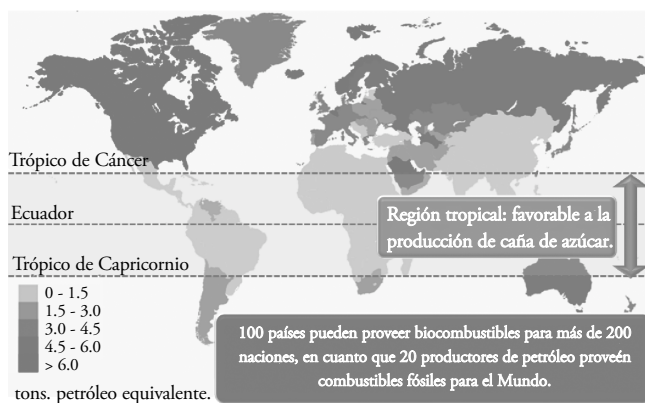 Trópico de Cáncer
Ecuador
Región tropical: favorable a la
producción de caña de azúcar.
Trópico de Capricornio
0 - 1.5
1.5 - 3.0
3.0 - 4.5
4.5 - 6.0
> 6.0
tons. petróleo equivalente.
100 países pueden proveer biocombustibles para más de 200
naciones, en cuanto que 20 productores de petróleo proveén
combustibles fósiles para el Mundo.